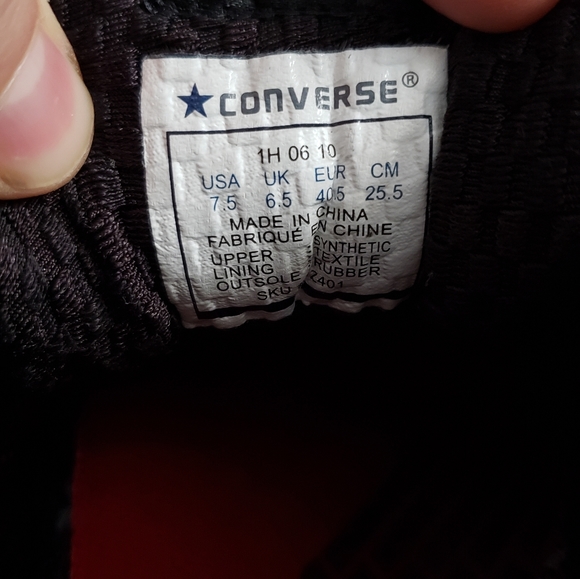 ★CONVERSE®
1H 06 10
USA UK EUR CM
7.5 6.5 40.5 25.5
MADE IN CHINA
FABRIQUÉ EN CHINE
UPPER SYNTHETIC
LINING TEXTILE
OUTSOLE RUBBER
SKU